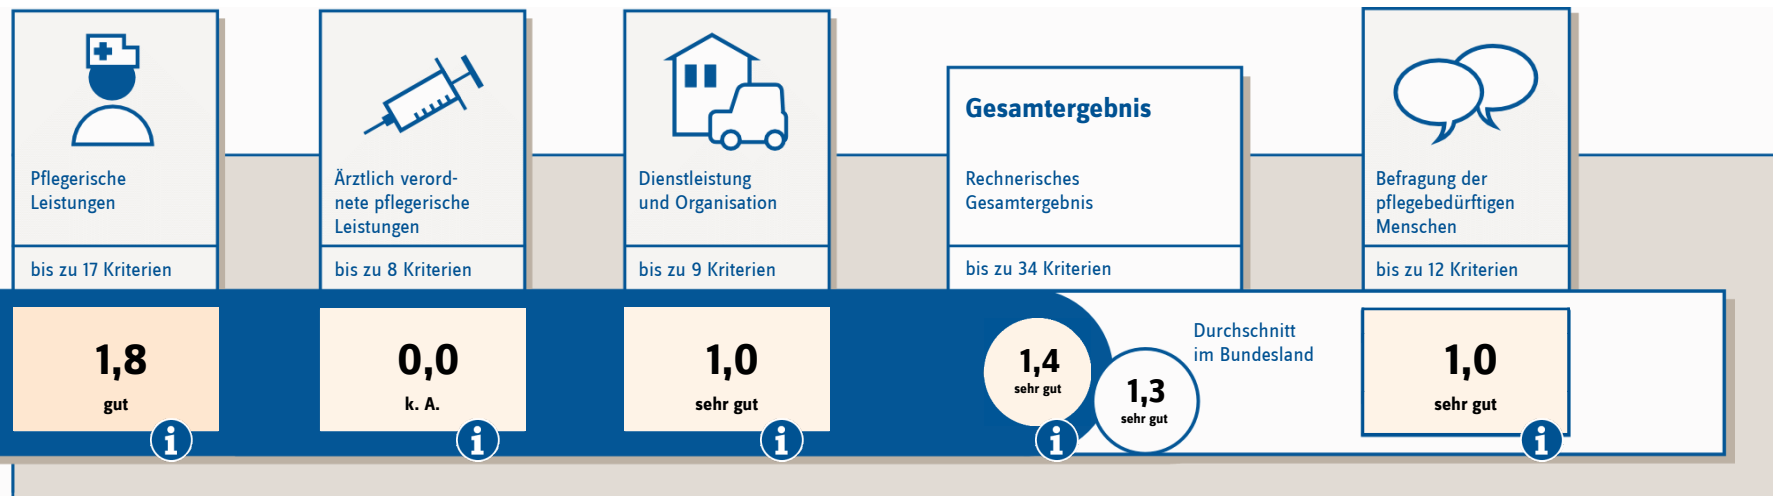 Pflegerische
Leistungen
bis zu 17 Kriterien
1,8
gut
Ärztlich verord-
nete pflegerische
Leistungen
bis zu 8 Kriterien
0,0
k. A.
Dienstleistung
und Organisation
bis zu 9 Kriterien
1,0
sehr gut
Gesamtergebnis
Rechnerisches
Gesamtergebnis
bis zu 34 Kriterien
1,4
sehr gut
1,3
sehr gut
Durchschnitt
im Bundesland
Befragung der
pflegebedürftigen
Menschen
bis zu 12 Kriterien
1,0
sehr gut